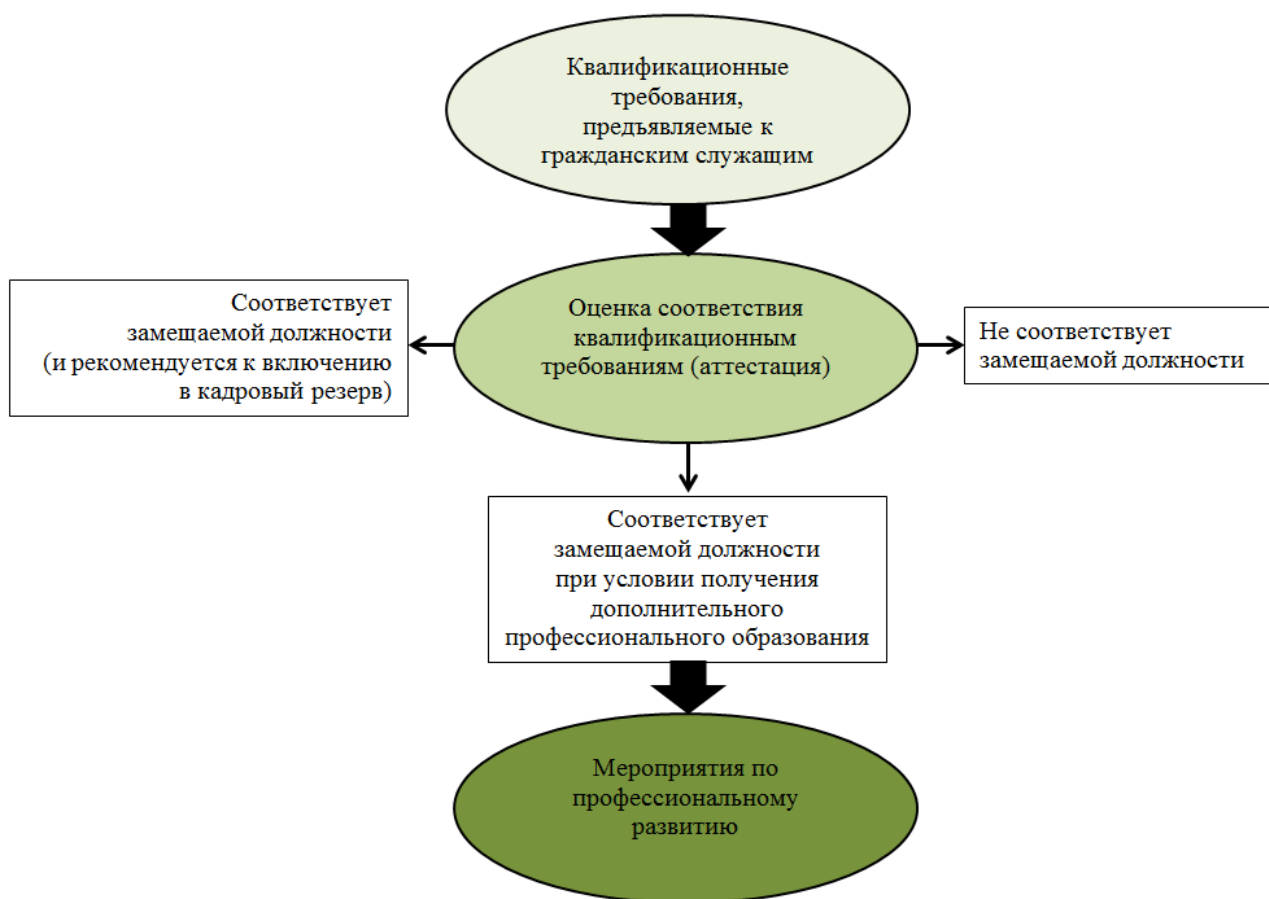 Квалификационные
требования,
предъявляемые к
гражданским служащим
Соответствует
замещаемой должности
(и рекомендуется к включению
в кадровый резерв)
Оценка соответствия
квалификационным
требованиям (аттестация)
Не соответствует
замещаемой должности
Соответствует
замещаемой должности
при условии получения
дополнительного
профессионального образования
Мероприятия по
профессиональному
развитию